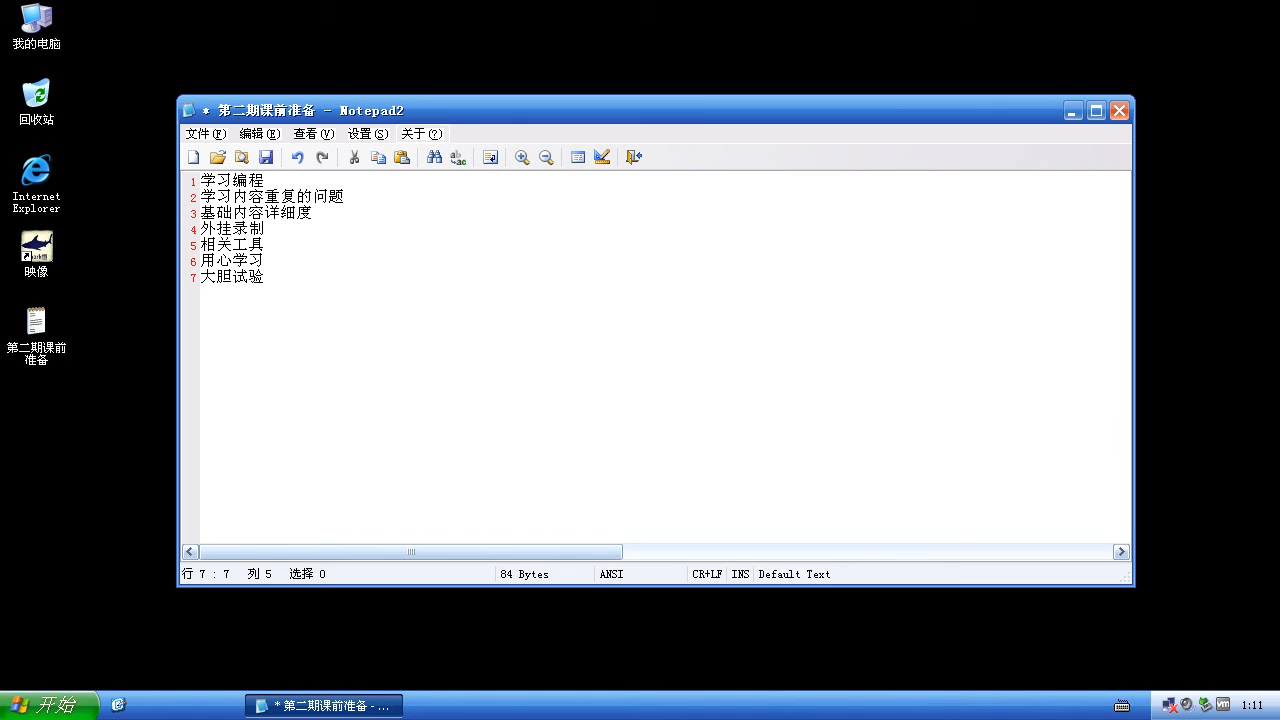 我的电脑
回收站
Internet
Explorer
映像
第二期课前
准备
* 第二期课前准备 - Notepad2
文件(F) 编辑(E) 查看(V) 设置(S) 关于(?)
1 学习编程
2 学习内容重复的问题
3 基础内容详细度
4 外挂录制
5 相关工具
6 用心学习
7 大胆试验
行 7 : 7 列 5 选择 0 84 Bytes ANSI CR+LF INS Default Text
开始
* 第二期课前准备 - ...
1:11